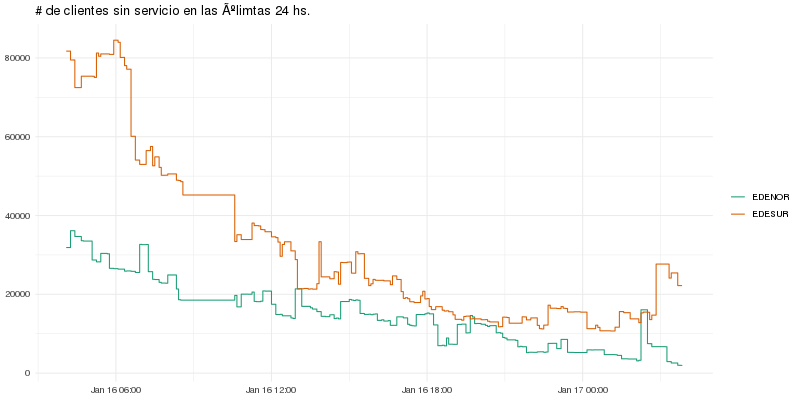 # de clientes sin servicio en las Ãºlimtas 24 hs.
80000
60000
40000
20000
0
Jan 16 06:00
Jan 16 12:00
Jan 16 18:00
Jan 17 00:00
EDENOR
EDESUR